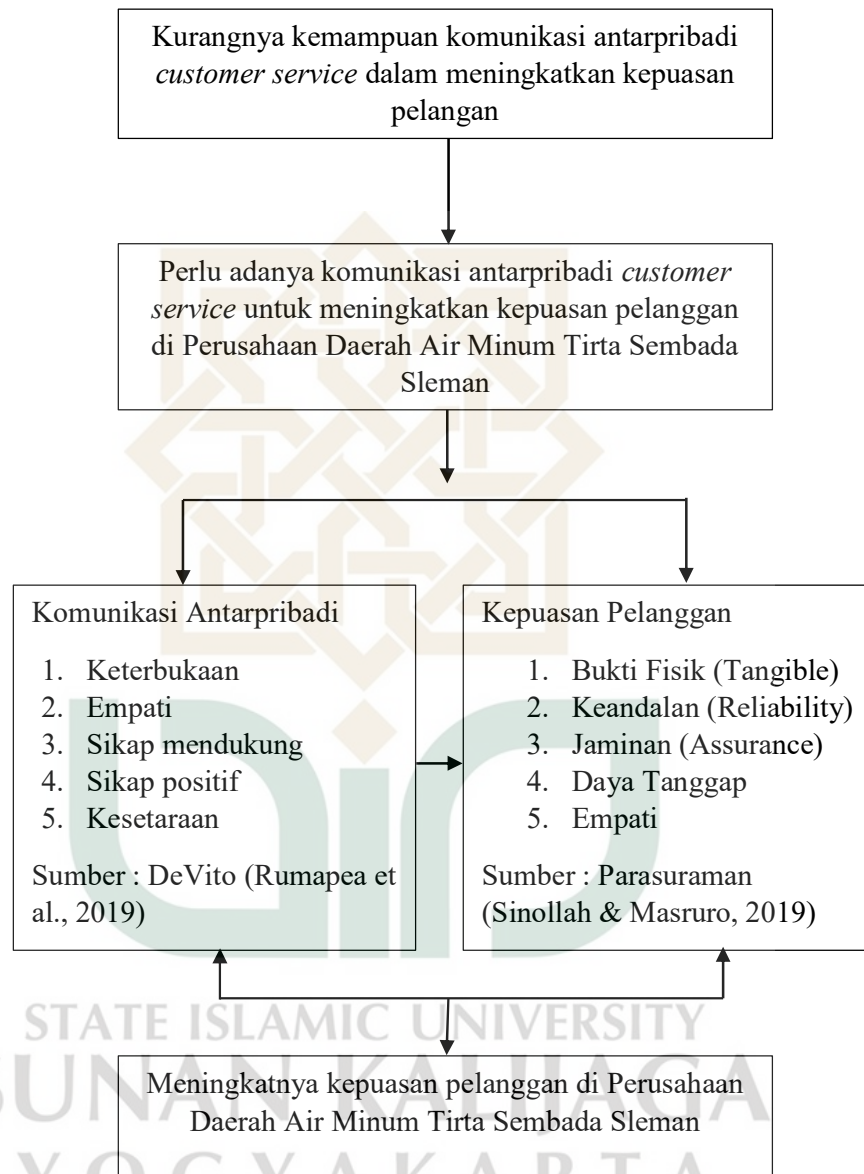 Kurangnya kemampuan komunikasi antarpribadi
customer service dalam meningkatkan kepuasan
pelangan
Perlu adanya komunikasi antarpribadi customer
service untuk meningkatkan kepuasan pelanggan
di Perusahaan Daerah Air Minum Tirta Sembada
Sleman
Komunikasi Antarpribadi
1. Keterbukaan
2. Empati
3. Sikap mendukung
4. Sikap positif
5. Kesetaraan
Sumber : DeVito (Rumapea et
al., 2019)
Kepuasan Pelanggan
1. Bukti Fisik (Tangible)
2. Keandalan (Reliability)
3. Jaminan (Assurance)
4. Daya Tanggap
5. Empati
Sumber : Parasuraman
(Sinollah & Masruro, 2019)
STATE ISLAMIC UNIVERSITY
SUNAN KALIJAGA
Meningkatnya kepuasan pelanggan di Perusahaan
Daerah Air Minum Tirta Sembada Sleman
YOGYAKARTA